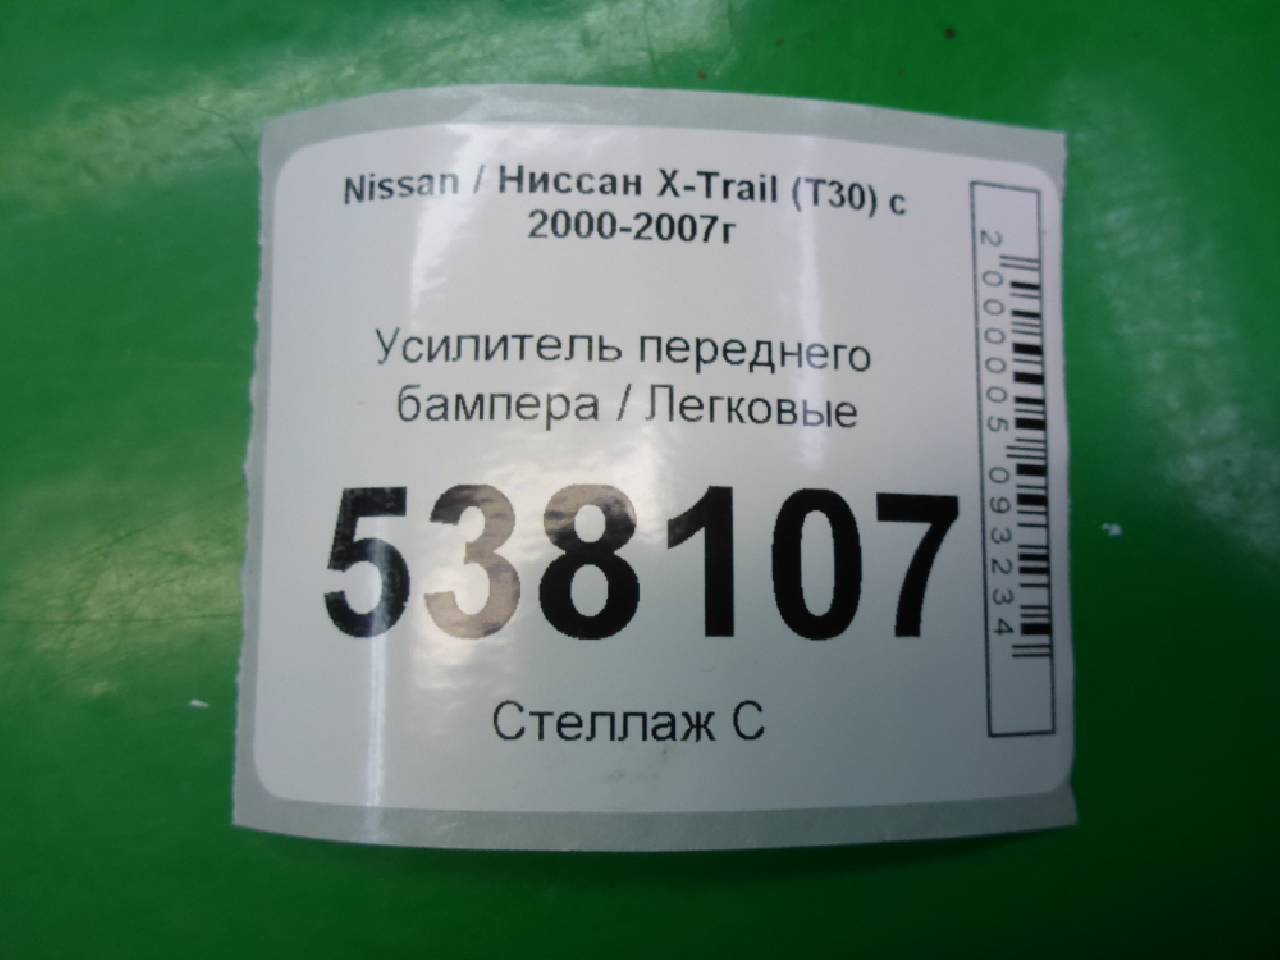 Nissan / Ниссан X-Trail (T30) с
2000-2007г
Усилитель переднего
бампера / Легковые
538107
Стеллаж С
2000005093234